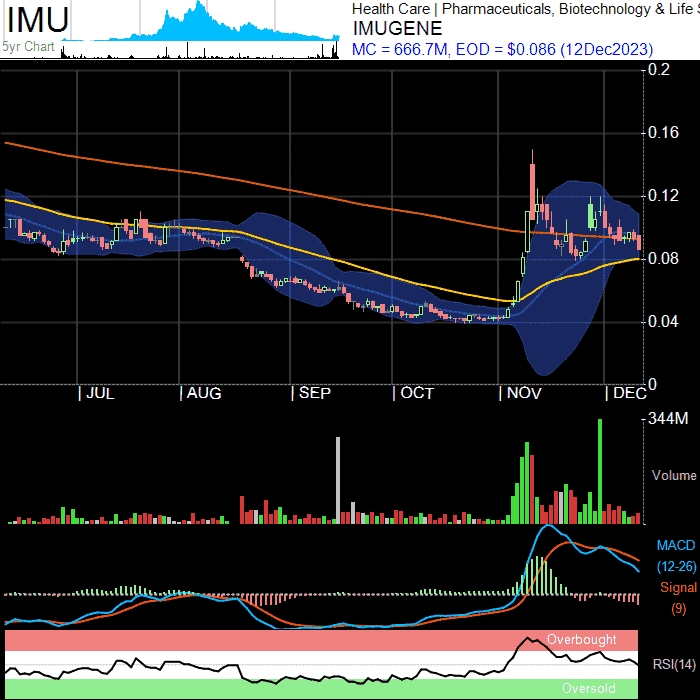 IMU
5yr Chart
Health Care | Pharmaceuticals, Biotechnology & Life S
IMUGENE
MC = 666.7M, EOD = $0.086 (12Dec2023)
0.2
0.16
0.12
0.08
0.04
0
| JUL | AUG | SEP | OCT | NOV | DEC
344M
Volume
MACD
(12-26)
Signal
(9)
Overbought
RSI(14)
Oversold